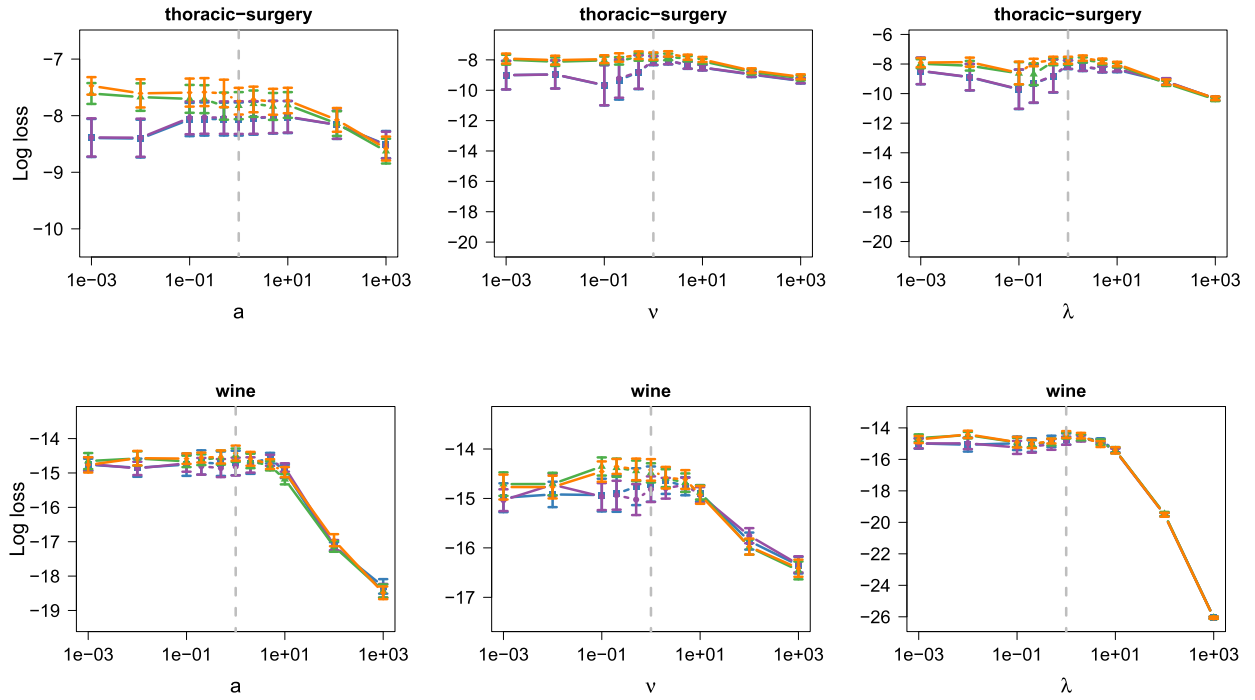 thoracic−surgery
Log loss
−7
−8
−9
−10
1e−03
1e−01
1e+01
1e+03
a
thoracic−surgery
−8
−10
−12
−14
−16
−18
−20
1e−03
1e−01
1e+01
1e+03
ν
thoracic−surgery
−6
−8
−10
−12
−14
−16
−18
−20
1e−03
1e−01
1e+01
1e+03
λ
wine
Log loss
−14
−15
−16
−17
−18
−19
1e−03
1e−01
1e+01
1e+03
a
wine
−14
−15
−16
−17
1e−03
1e−01
1e+01
1e+03
ν
wine
−14
−16
−18
−20
−22
−24
−26
1e−03
1e−01
1e+01
1e+03
λ